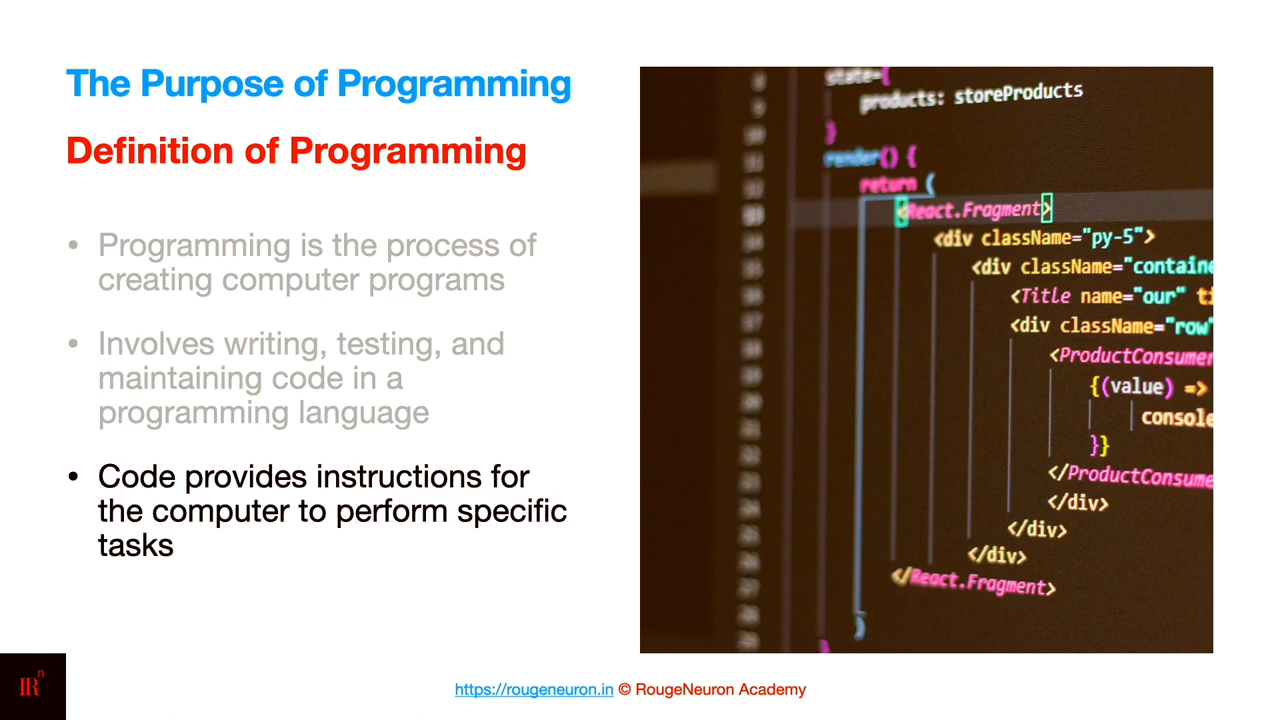 The Purpose of Programming
Definition of Programming
• Programming is the process of
creating computer programs
• Involves writing, testing, and
maintaining code in a
programming language
• Code provides instructions for
the computer to perform specific
tasks
state={
products: storeProducts
}
render() {
return (
<React.Fragment>
<div className="py-5">
<div className="containe
<Title name="our" ti
<div className="row"
<ProductConsumer
{(value) =>
console
}}
</ProductConsume
</div>
</div>
</div>
</React.Fragment>
)
}
IRn
https://rougeneuron.in © RougeNeuron Academy